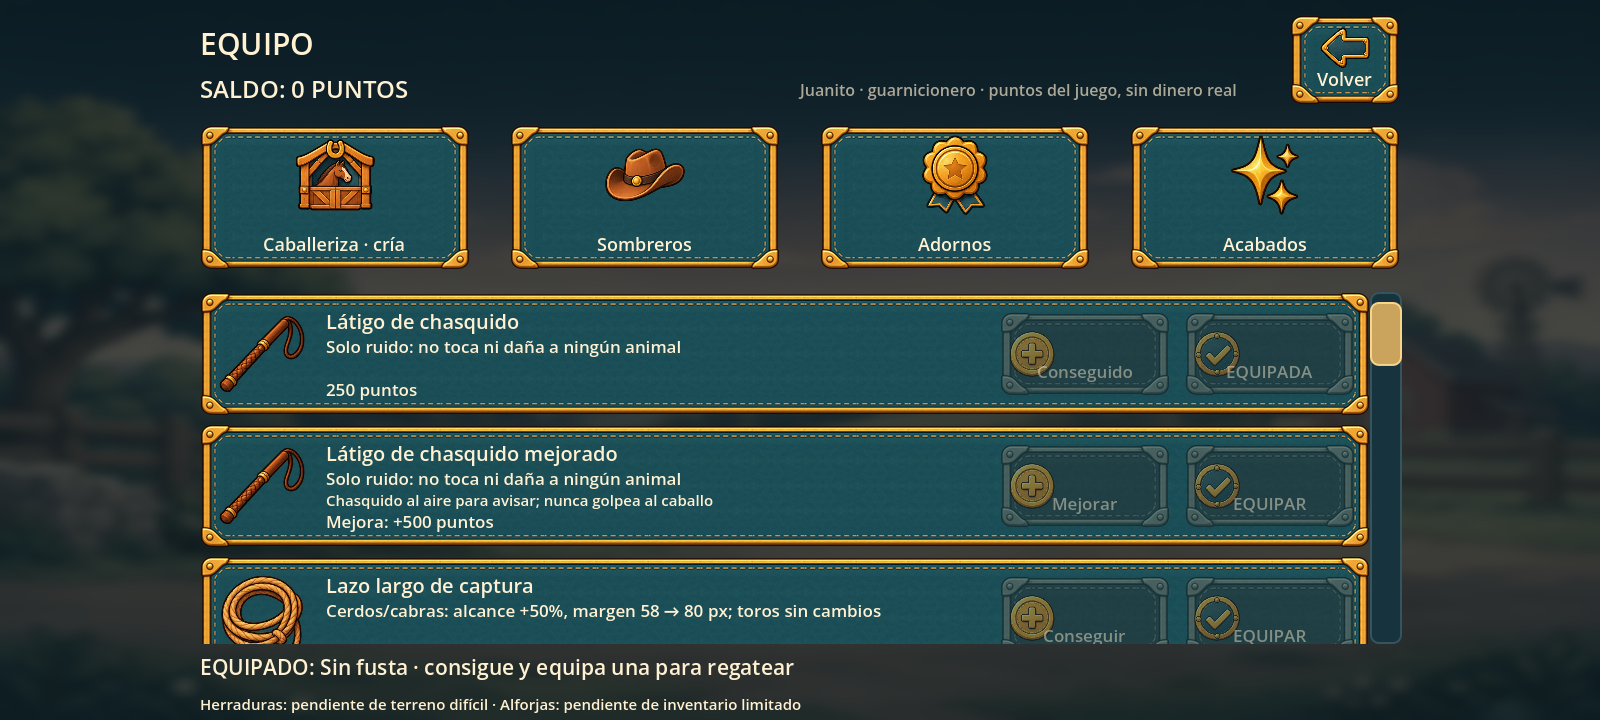 EQUIPO
SALDO: 0 PUNTOS
Juanito · guarnicionero · puntos del juego, sin dinero real
Volver
Caballeriza · cría
Sombreros
Adornos
Acabados
Látigo de chasquido
Solo ruido: no toca ni daña a ningún animal
250 puntos
Conseguido
EQUIPADA
Látigo de chasquido mejorado
Solo ruido: no toca ni daña a ningún animal
Chasquido al aire para avisar; nunca golpea al caballo
Mejora: +500 puntos
Mejorar
EQUIPAR
Lazo largo de captura
Cerdos/cabras: alcance +50%, margen 58 → 80 px; toros sin cambios
Conseguir
EQUIPAR
EQUIPADO: Sin fusta · consigue y equipa una para regatear
Herraduras: pendiente de terreno difícil · Alforjas: pendiente de inventario limitado